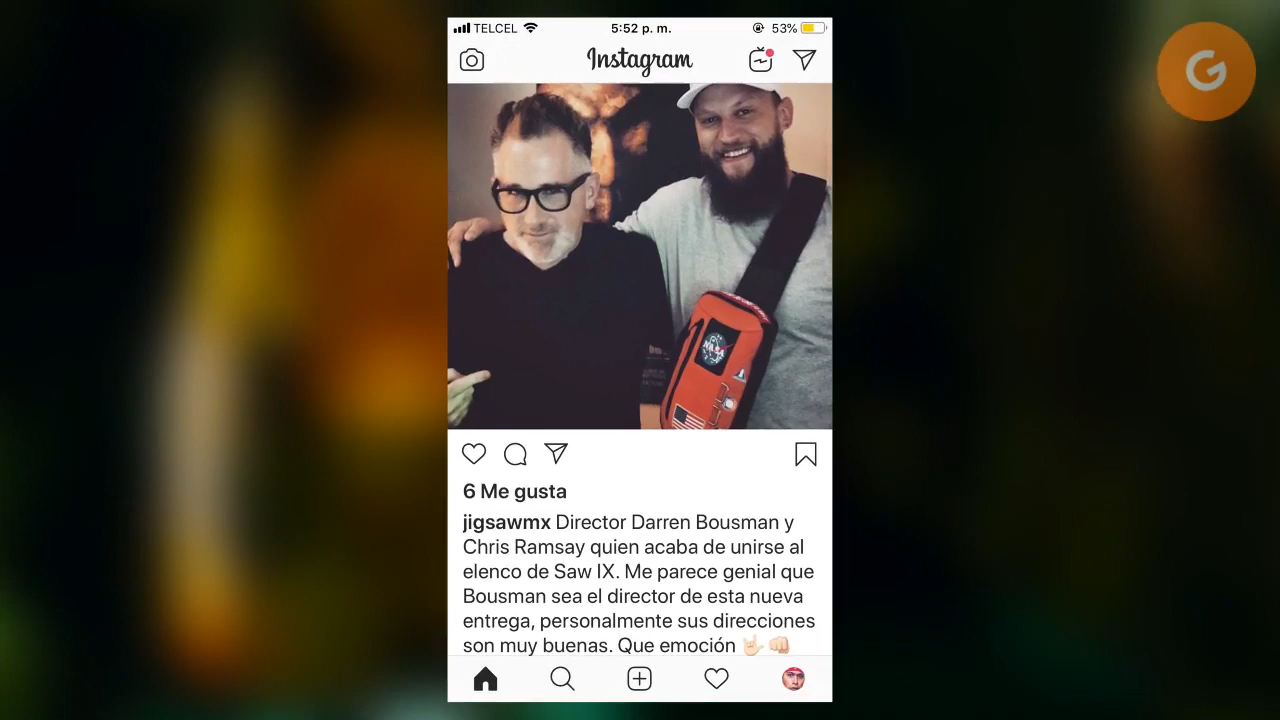 TELCEL 5:52 p. m. 53%
Instagram
G
NASA
6 Me gusta
jigsawmx Director Darren Bousman y
Chris Ramsay quien acaba de unirse al
elenco de Saw IX. Me parece genial que
Bousman sea el director de esta nueva
entrega, personalmente sus direcciones
son muy buenas. Que emoción 🤟🏻👊🏻